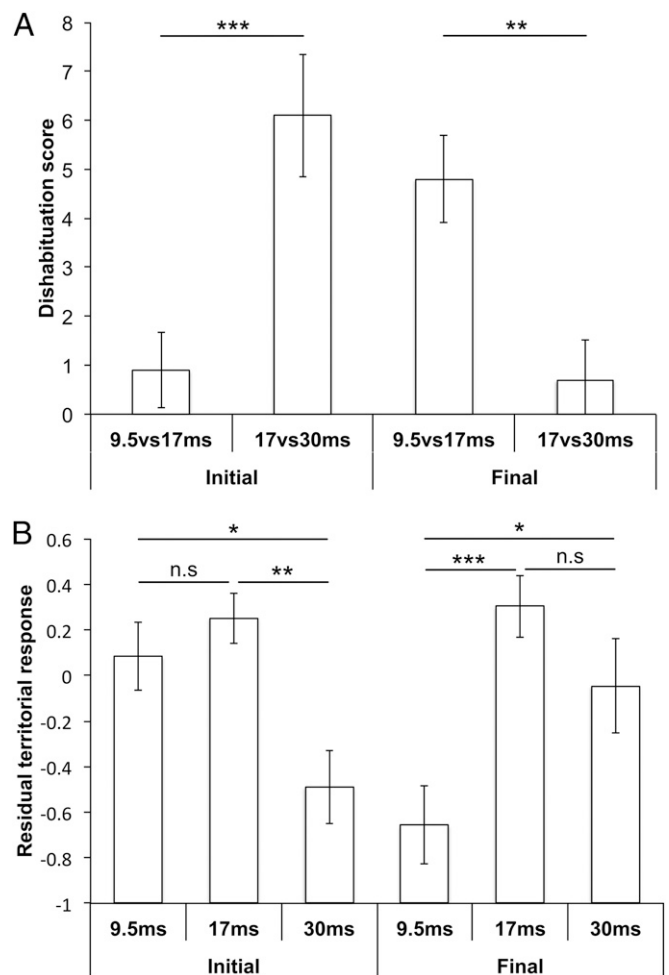 A
8
7
6
5
4
3
2
1
0
Dishabituation score
***
**
9.5vs17ms 17vs30ms 9.5vs17ms 17vs30ms
Initial Final
B
0.6
0.4
0.2
0
-0.2
-0.4
-0.6
-0.8
-1
Residual territorial response
* *
n.s ** *** n.s
9.5ms 17ms 30ms 9.5ms 17ms 30ms
Initial Final